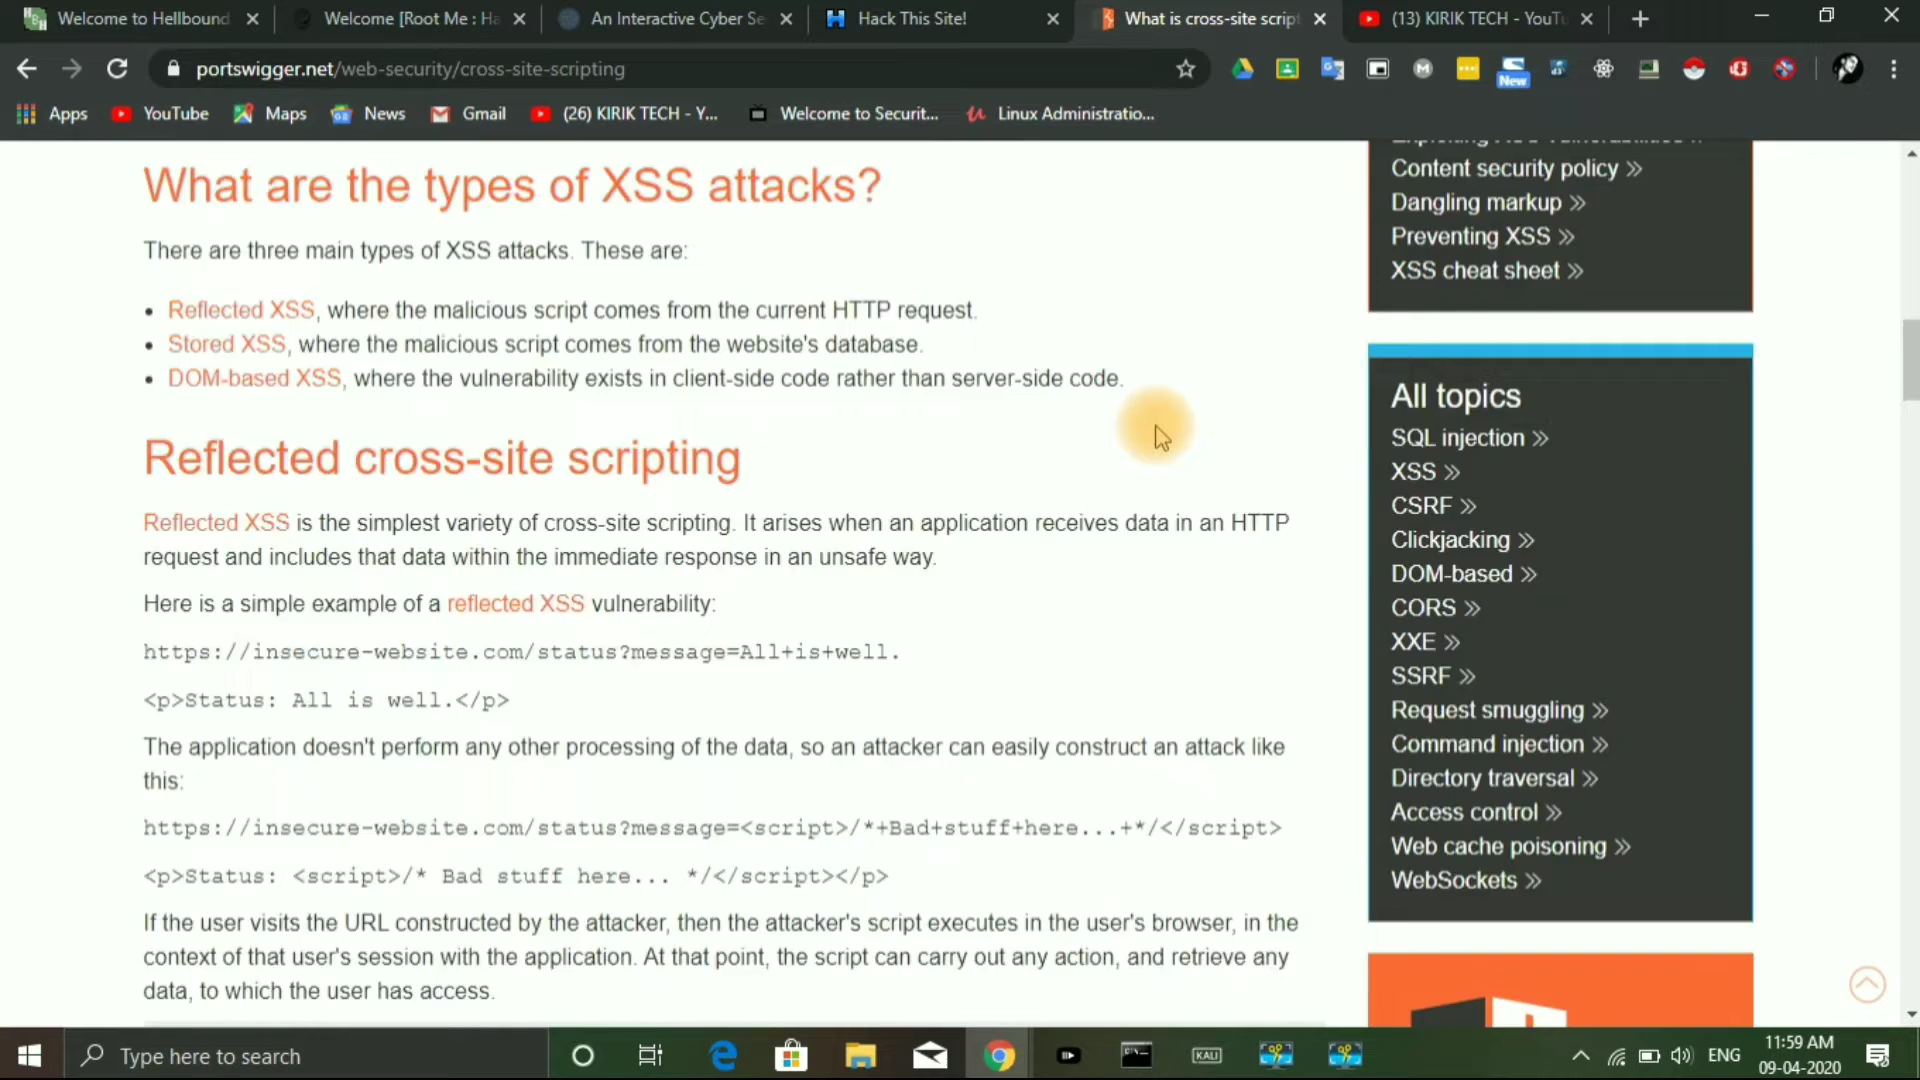 Welcome to Hellbound
Welcome [Root Me : Ha
An Interactive Cyber Se
Hack This Site!
What is cross-site script
(13) KIRIK TECH - YouTu
portswigger.net/web-security/cross-site-scripting
New
Apps
YouTube
Maps
News
Gmail
(26) KIRIK TECH - Y...
Welcome to Securit...
Linux Administratio...
What are the types of XSS attacks?
There are three main types of XSS attacks. These are:
• Reflected XSS, where the malicious script comes from the current HTTP request.
• Stored XSS, where the malicious script comes from the website's database.
• DOM-based XSS, where the vulnerability exists in client-side code rather than server-side code.
Reflected cross-site scripting
Reflected XSS is the simplest variety of cross-site scripting. It arises when an application receives data in an HTTP
request and includes that data within the immediate response in an unsafe way.
Here is a simple example of a reflected XSS vulnerability:
https://insecure-website.com/status?message=All+is+well.
<p>Status: All is well.</p>
The application doesn't perform any other processing of the data, so an attacker can easily construct an attack like
this:
https://insecure-website.com/status?message=<script>/*+Bad+stuff+here...+*/</script>
<p>Status: <script>/* Bad stuff here... */</script></p>
If the user visits the URL constructed by the attacker, then the attacker's script executes in the user's browser, in the
context of that user's session with the application. At that point, the script can carry out any action, and retrieve any
data, to which the user has access.
Content security policy »
Dangling markup »
Preventing XSS »
XSS cheat sheet »
All topics
SQL injection »
XSS »
CSRF »
Clickjacking »
DOM-based »
CORS »
XXE »
SSRF »
Request smuggling »
Command injection »
Directory traversal »
Access control »
Web cache poisoning »
WebSockets »
Type here to search
KALI
ENG
11:59 AM
09-04-2020